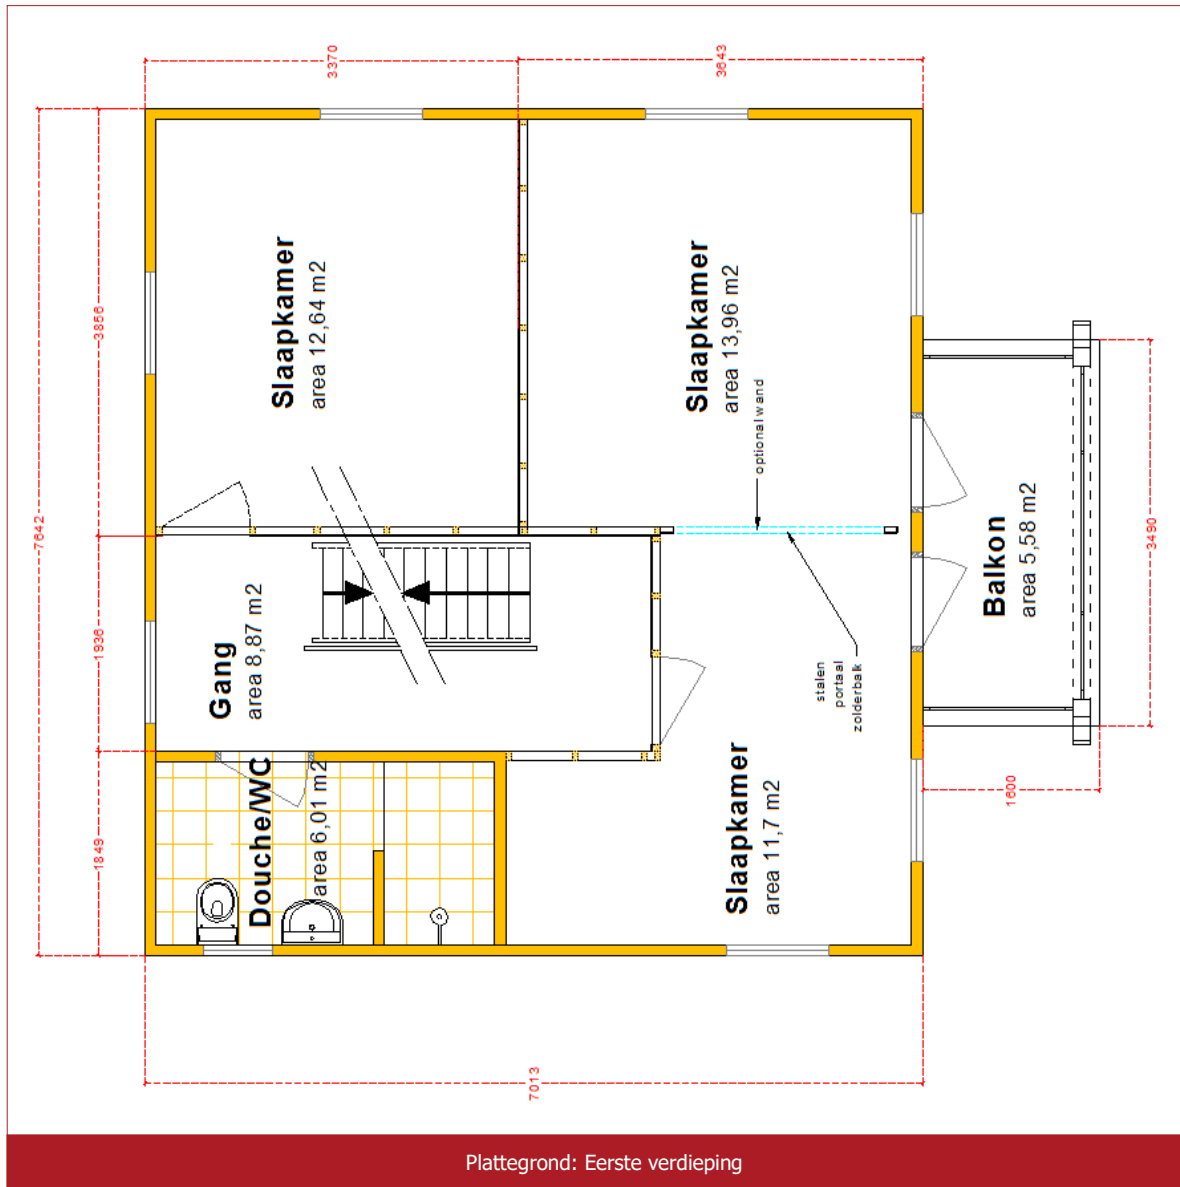 3370
3643
7642
3856
1936
1849
Slaapkamer
area 12,64 m2
Slaapkamer
area 13,96 m2
optional wand
Gang
area 8,87 m2
stalen
portaal
zolderbalk
Balkon
area 5,58 m2
3490
1600
Douche/WC
area 6,01 m2
Slaapkamer
area 11,7 m2
7013
Plattegrond: Eerste verdieping